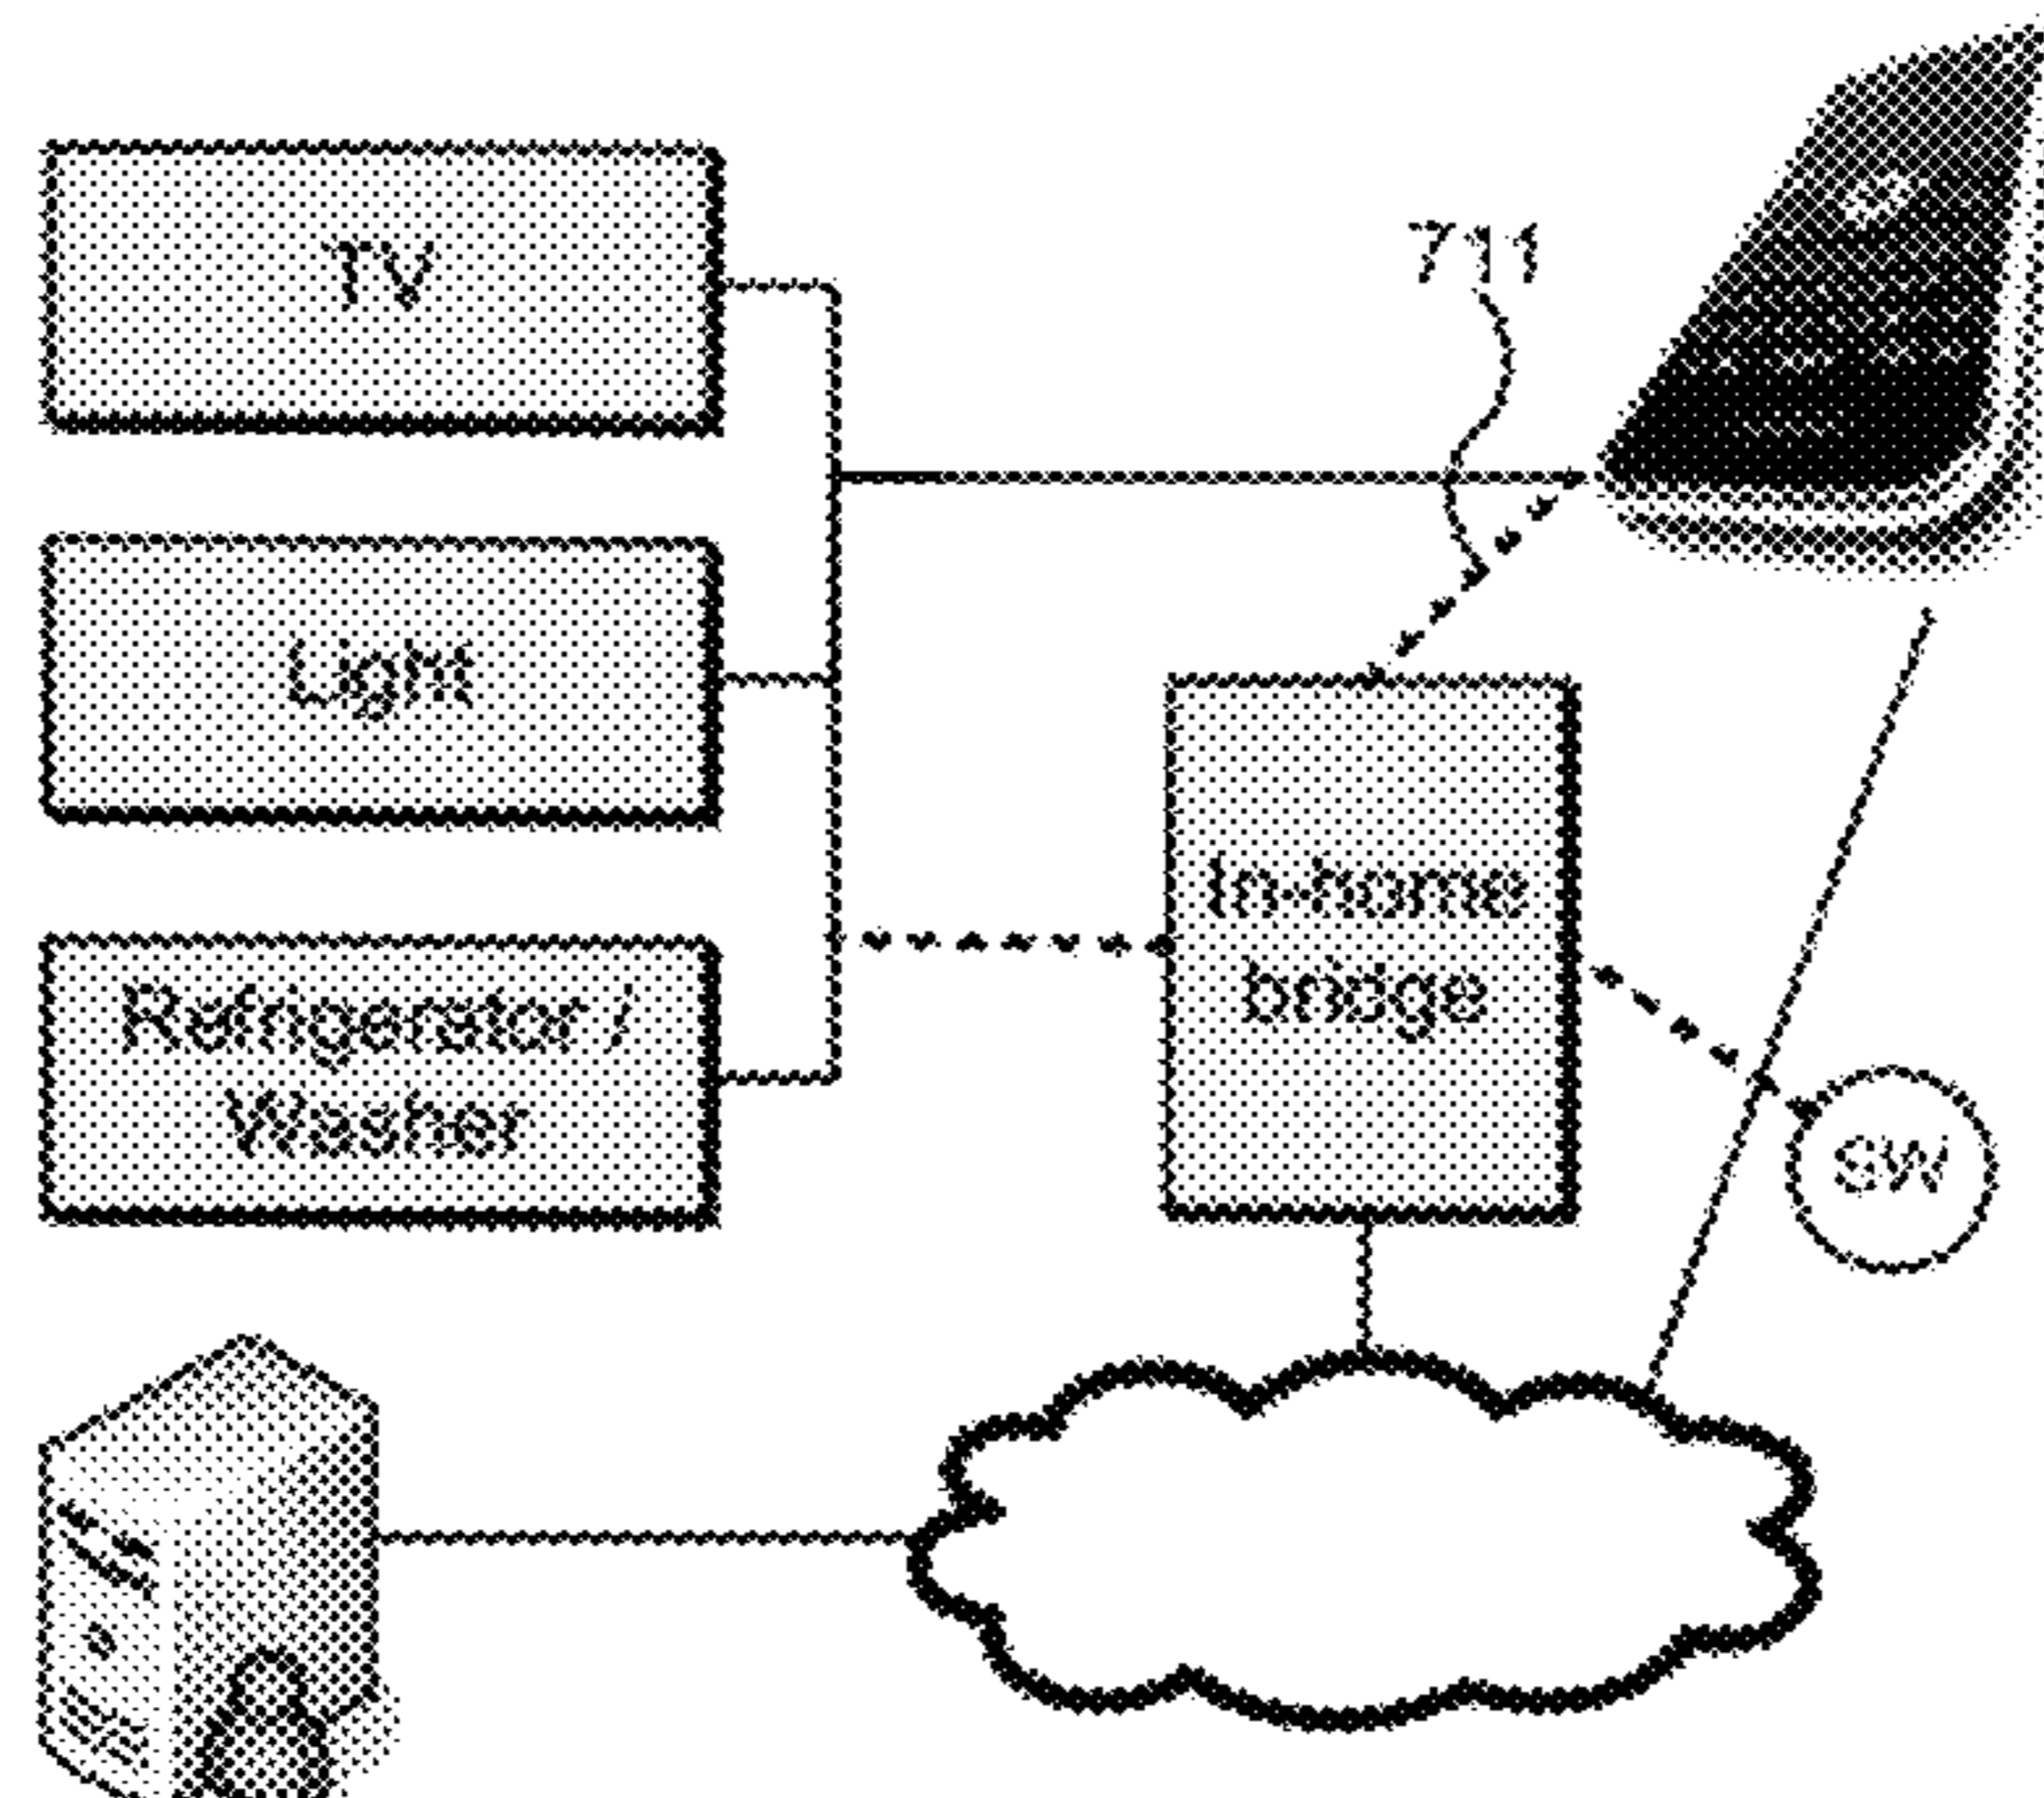 TV
711
Light
In-home
bridge
Refrigerator /
Washer
SW